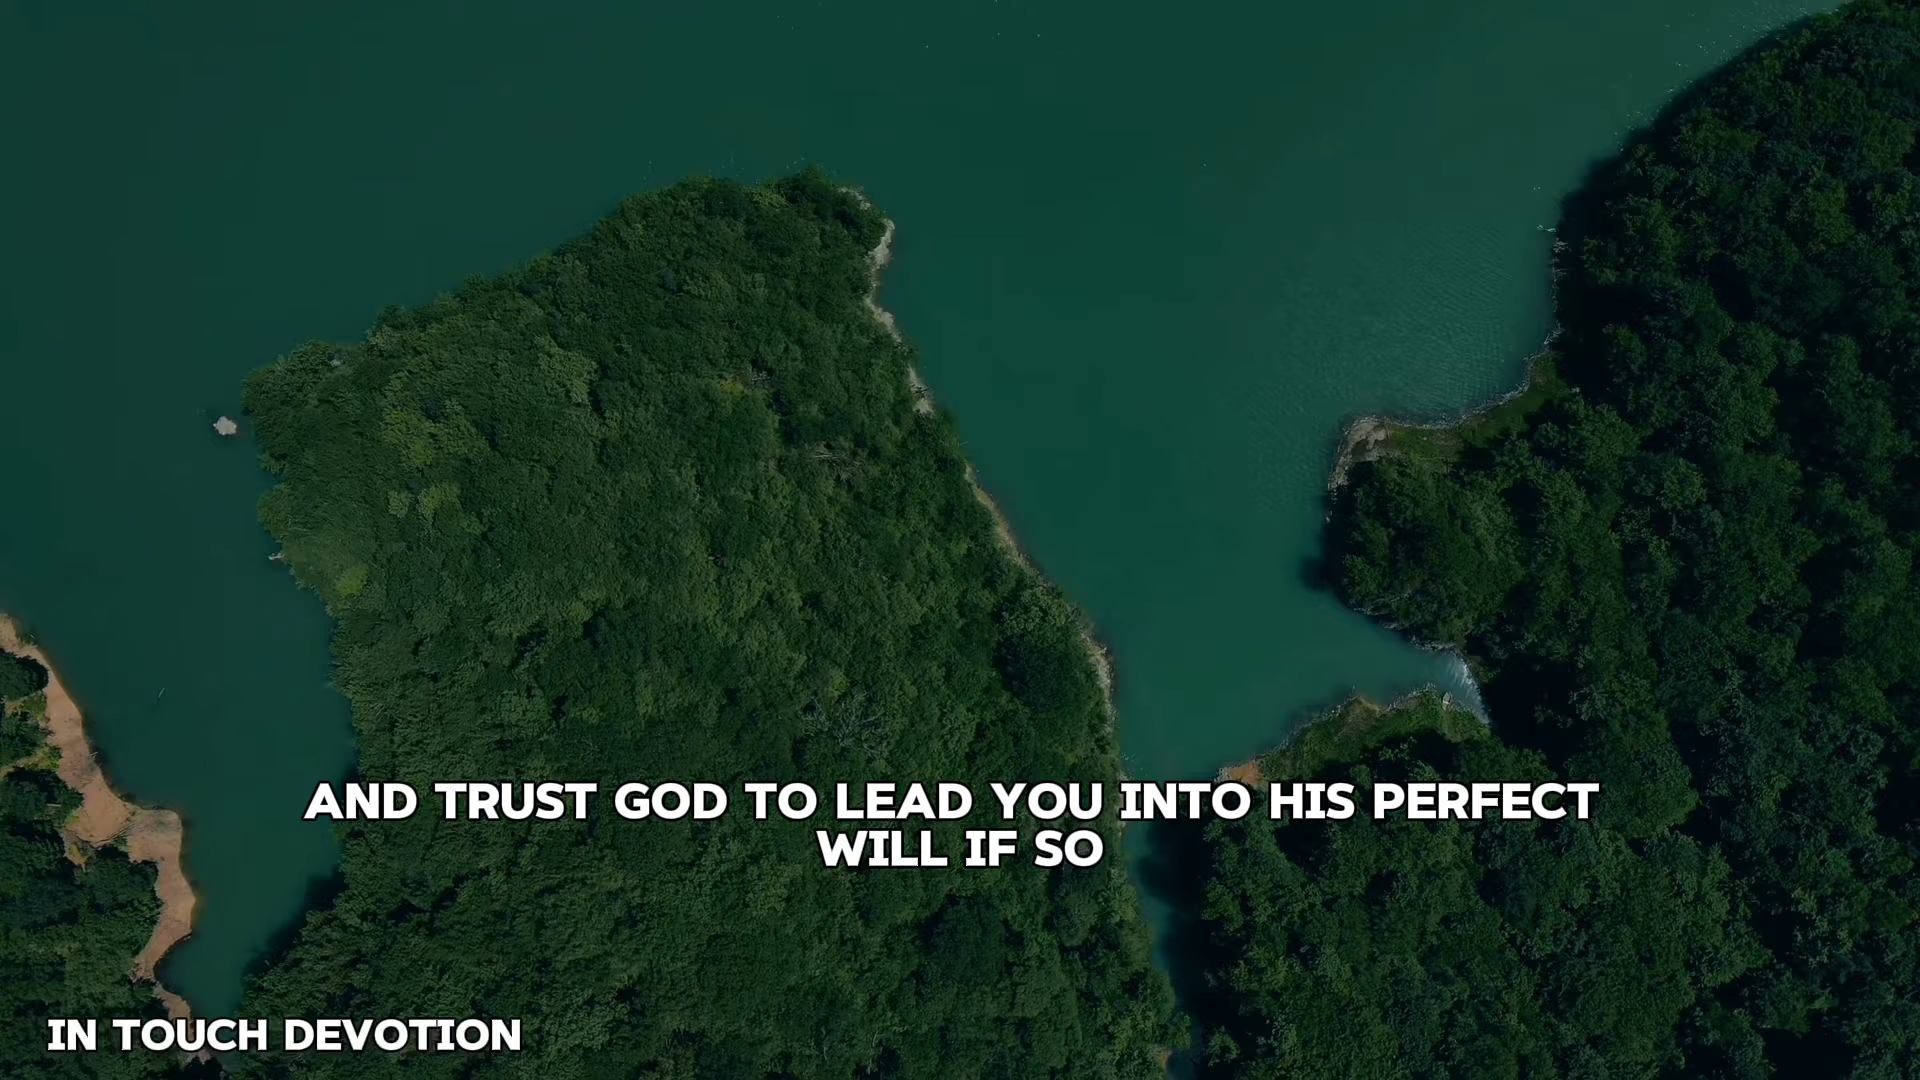 AND TRUST GOD TO LEAD YOU INTO HIS PERFECT
WILL IF SO
IN TOUCH DEVOTION